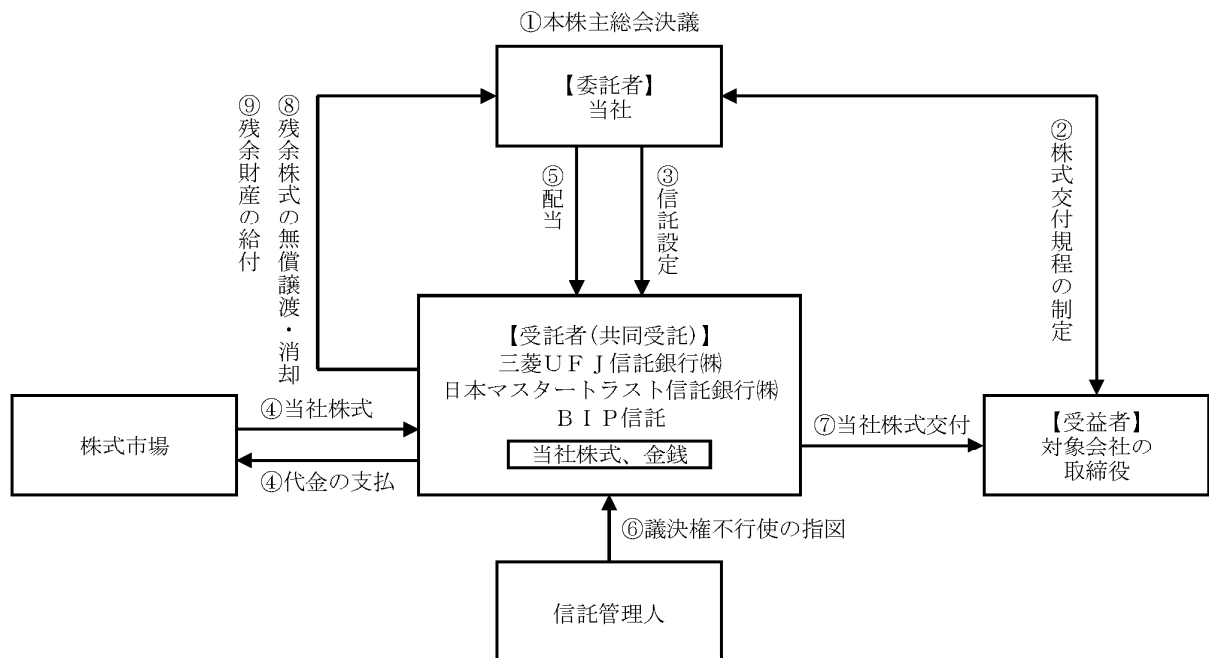 ①本株主総会決議
【委託者】
当社
⑨残余財産の給付
⑧残余株式の無償譲渡・消却
⑤配当
③信託設定
②株式交付規程の制定
【受託者(共同受託)】
三菱UFJ信託銀行㈱
日本マスタートラスト信託銀行㈱
BIP信託
当社株式、金銭
株式市場
④当社株式
④代金の支払
⑦当社株式交付
【受益者】
対象会社の
取締役
⑥議決権不行使の指図
信託管理人